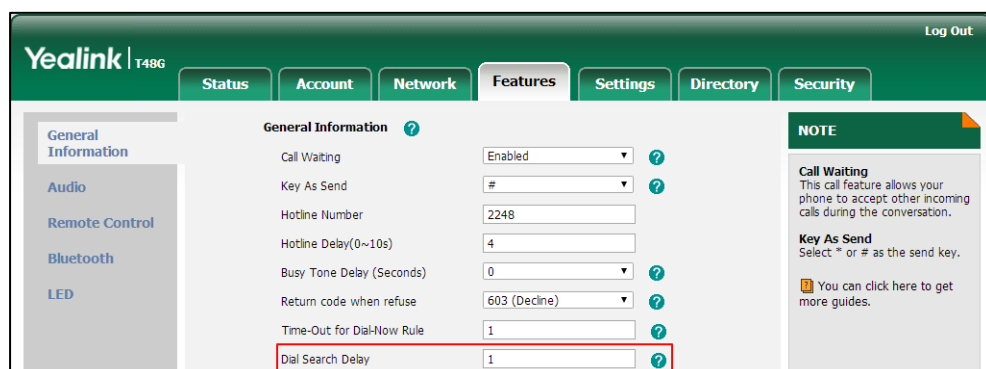 Log Out
Yealink T48G
Status Account Network Features Settings Directory Security
General Information
Audio
Remote Control
Bluetooth
LED
General Information ?
Call Waiting Enabled ?
Key As Send # ?
Hotline Number 2248
Hotline Delay(0~10s) 4
Busy Tone Delay (Seconds) 0 ?
Return code when refuse 603 (Decline) ?
Time-Out for Dial-Now Rule 1 ?
Dial Search Delay 1 ?
NOTE
Call Waiting
This call feature allows your
phone to accept other incoming
calls during the conversation.
Key As Send
Select * or # as the send key.
? You can click here to get
more guides.